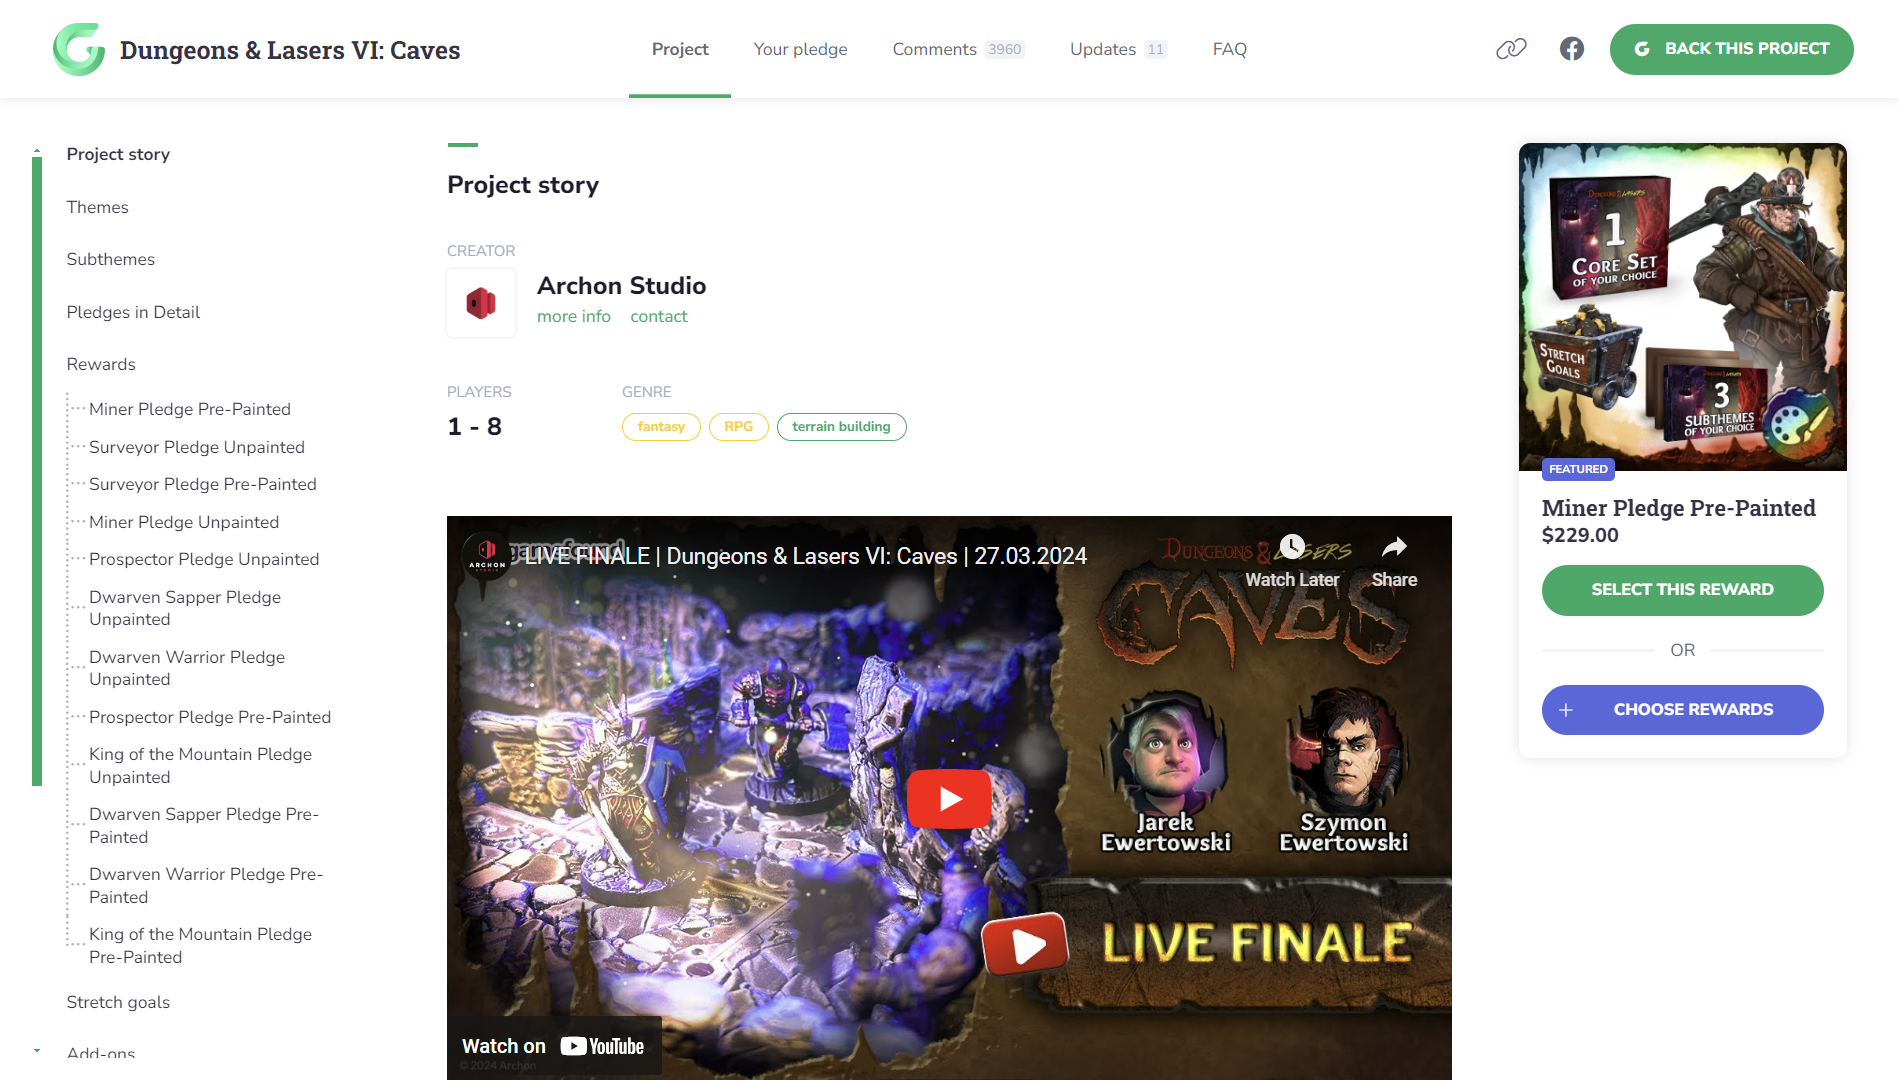 Dungeons & Lasers VI: Caves
Project
Your pledge
Comments 3960
Updates 11
FAQ
BACK THIS PROJECT
Project story
Themes
Subthemes
Pledges in Detail
Rewards
Miner Pledge Pre-Painted
Surveyor Pledge Unpainted
Surveyor Pledge Pre-Painted
Miner Pledge Unpainted
Prospector Pledge Unpainted
Dwarven Sapper Pledge
Unpainted
Dwarven Warrior Pledge
Unpainted
Prospector Pledge Pre-Painted
King of the Mountain Pledge
Unpainted
Dwarven Sapper Pledge Pre-
Painted
Dwarven Warrior Pledge Pre-
Painted
King of the Mountain Pledge
Pre-Painted
Stretch goals
Add-ons
Project story
CREATOR
Archon Studio
more info contact
PLAYERS
1 - 8
GENRE
fantasy
RPG
terrain building
ARCHON
STUDIO
gamefound
LIVE FINALE | Dungeons & Lasers VI: Caves | 27.03.2024
Watch Later
Share
DUNGEONS & LASERS
CAVES
Jarek
Ewertowski
Szymon
Ewertowski
LIVE FINALE
Watch on YouTube
© 2024 Archon
DUNGEONS & LASERS
1
CORE SET
OF YOUR CHOICE
STRETCH
GOALS
DUNGEONS & LASERS
3
SUBTHEMES
OF YOUR CHOICE
FEATURED
Miner Pledge Pre-Painted
$229.00
SELECT THIS REWARD
OR
+ CHOOSE REWARDS